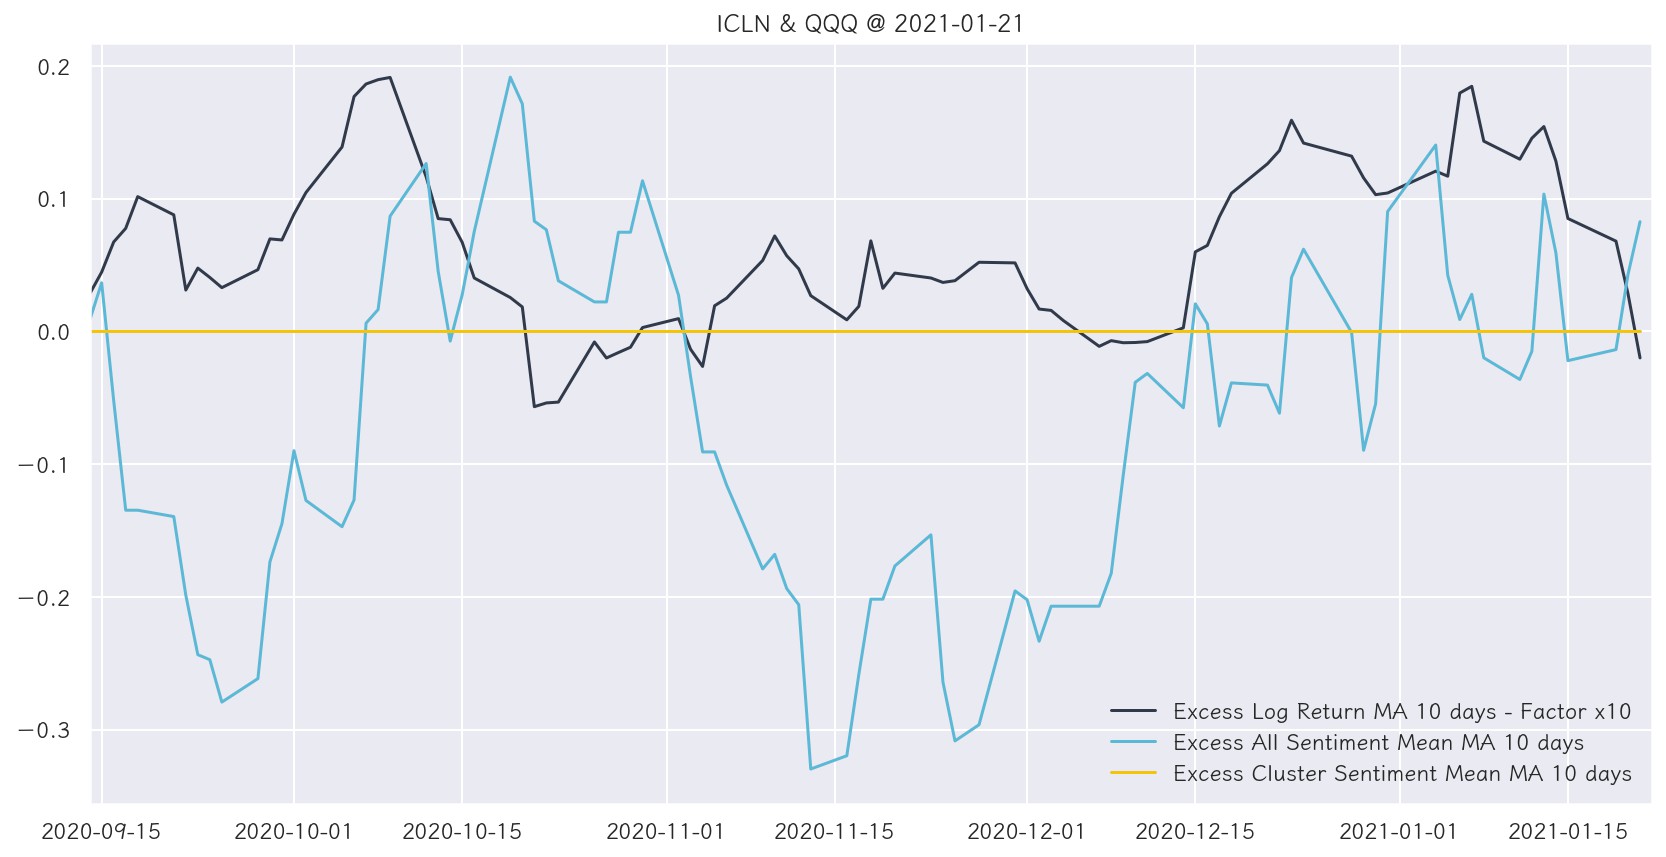 ICLN & QQQ @ 2021-01-21
0.2
0.1
0.0
−0.1
−0.2
−0.3
Excess Log Return MA 10 days - Factor x10
Excess All Sentiment Mean MA 10 days
Excess Cluster Sentiment Mean MA 10 days
2020-09-15 2020-10-01 2020-10-15 2020-11-01 2020-11-15 2020-12-01 2020-12-15 2021-01-01 2021-01-15